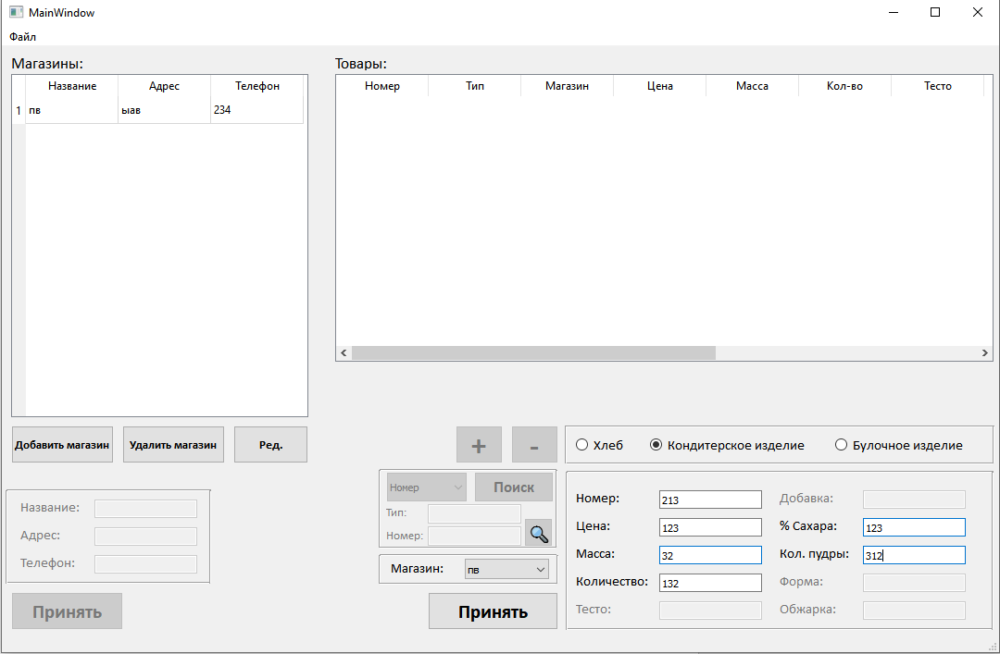 MainWindow
Файл
Магазины:
Название Адрес Телефон
1 пв ыав 234
Товары:
Номер Тип Магазин Цена Масса Кол-во Тесто
Добавить магазин Удалить магазин Ред.
+ -
Хлеб Кондитерское изделие Булочное изделие
Название:
Адрес:
Телефон:
Принять
Номер Поиск
Тип:
Номер:
Магазин: пв
Принять
Номер: 213 Добавка:
Цена: 123 % Сахара: 123
Масса: 32 Кол. пудры: 312
Количество: 132 Форма:
Тесто: Обжарка: